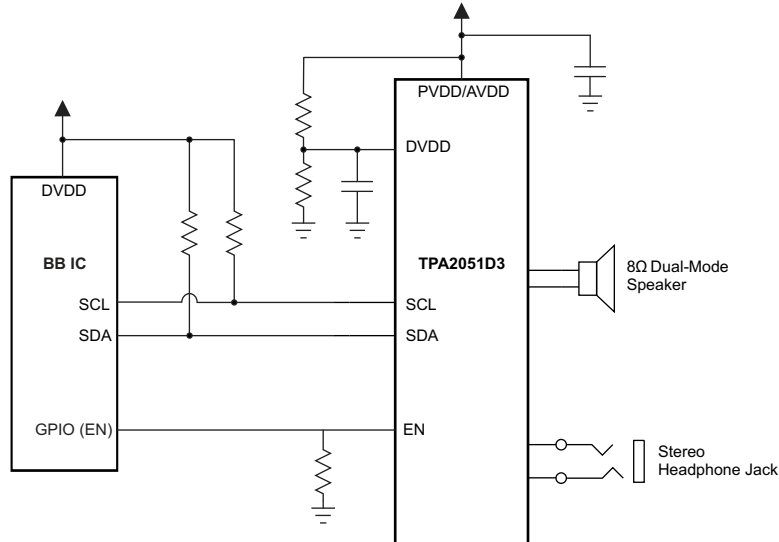 PVDD/AVDD
DVDD
DVDD
BB IC
TPA2051D3
8Ω Dual-Mode
Speaker
SCL
SCL
SDA
SDA
GPIO (EN)
EN
Stereo
Headphone Jack